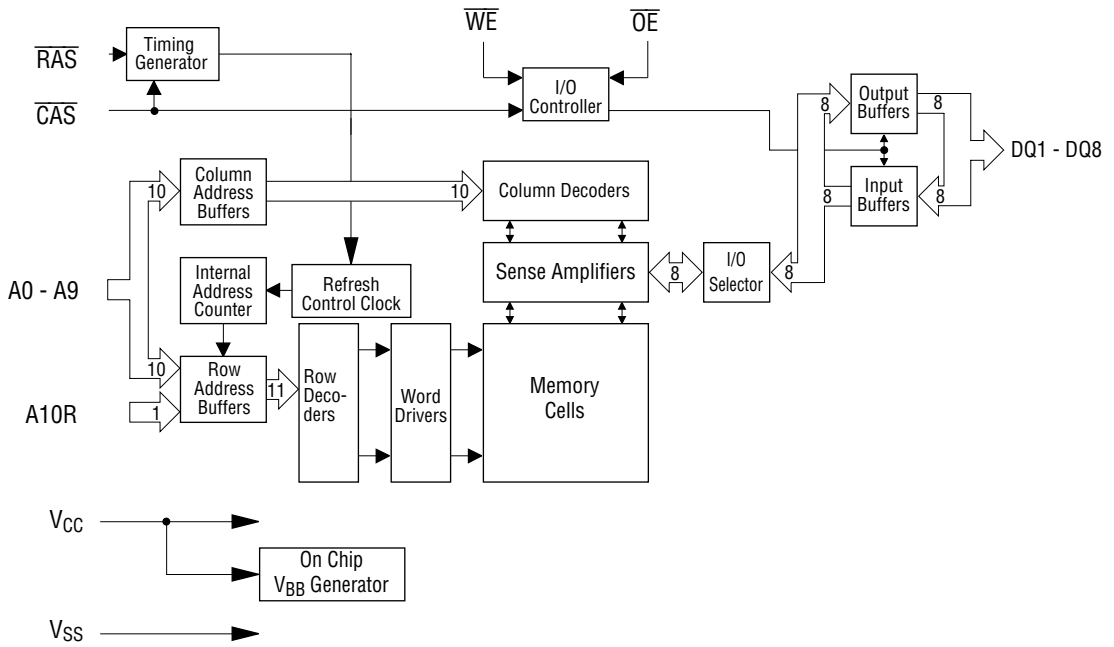 WE
OE
RAS
Timing
Generator
I/O
Controller
CAS
8
Output
Buffers
8
DQ1 - DQ8
10
Column
Address
Buffers
10
Column Decoders
8
Input
Buffers
8
A0 - A9
Internal
Address
Counter
Refresh
Control Clock
Sense Amplifiers
8
I/O
Selector
8
10
Row
Address
Buffers
11
Row
Deco-
ders
Word
Drivers
Memory
Cells
A10R
1
VCC
On Chip
VBB Generator
VSS